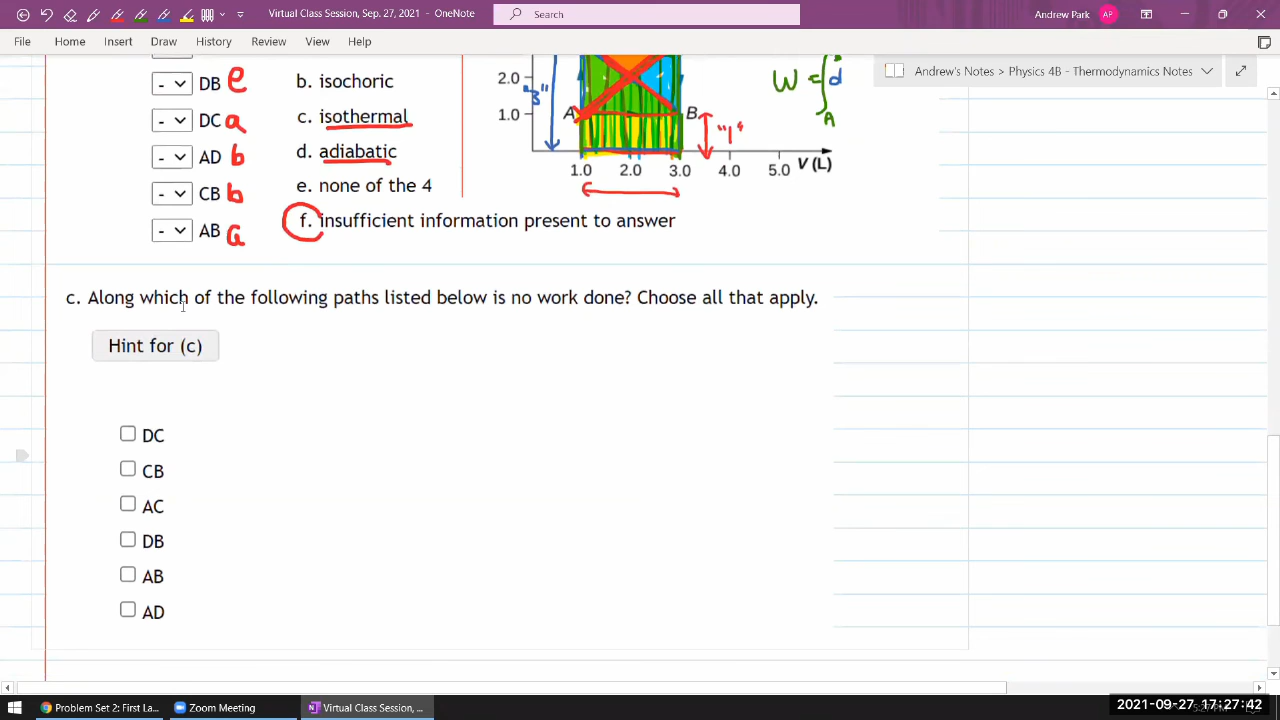 Virtual Class Session, Sep. 27, 2021 - OneNote
Search
Andrew Park
AP
File Home Insert Draw History Review View Help
Andrew's Notes > Physics 4B - Thermodynamics Notes
- DB e
- DC a
- AD b
- CB b
- AB a
b. isochoric
c. isothermal
d. adiabatic
e. none of the 4
f. insufficient information present to answer
2.0
1.0
"3"
A
B
"1"
1.0 2.0 3.0 4.0 5.0 V (L)
W = ∫
d
A
c. Along which of the following paths listed below is no work done? Choose all that apply.
Hint for (c)
DC
CB
AC
DB
AB
AD
Problem Set 2: First La...
Zoom Meeting
Virtual Class Session, ...
2021-09-27 17:27:42